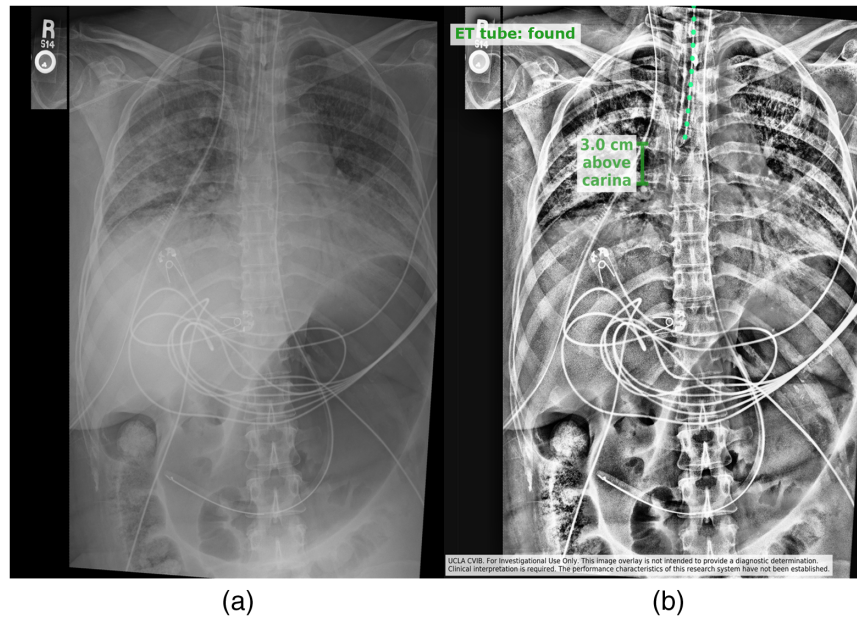 R
514
ET tube: found
3.0 cm
above
carina
UCLA CVIB. For Investigational Use Only. This image overlay is not intended to provide a diagnostic determination.
Clinical interpretation is required. The performance characteristics of this research system have not been established.
(a)
(b)